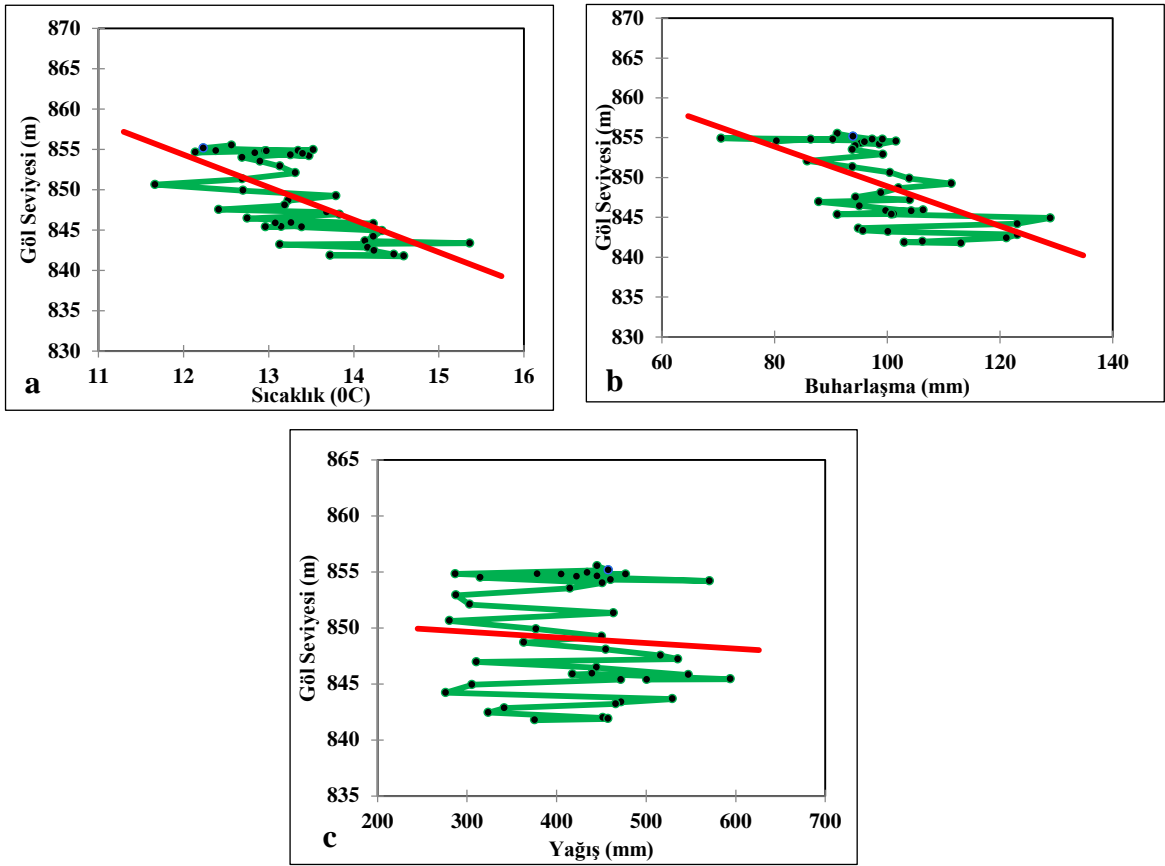 870
865
860
855
850
845
840
835
830
Göl Seviyesi (m)
11 12 13 14 15 16
Sıcaklık (0C)
a
870
865
860
855
850
845
840
835
830
Göl Seviyesi (m)
60 80 100 120 140
Buharlaşma (mm)
b
865
860
855
850
845
840
835
Göl Seviyesi (m)
200 300 400 500 600 700
Yağış (mm)
c